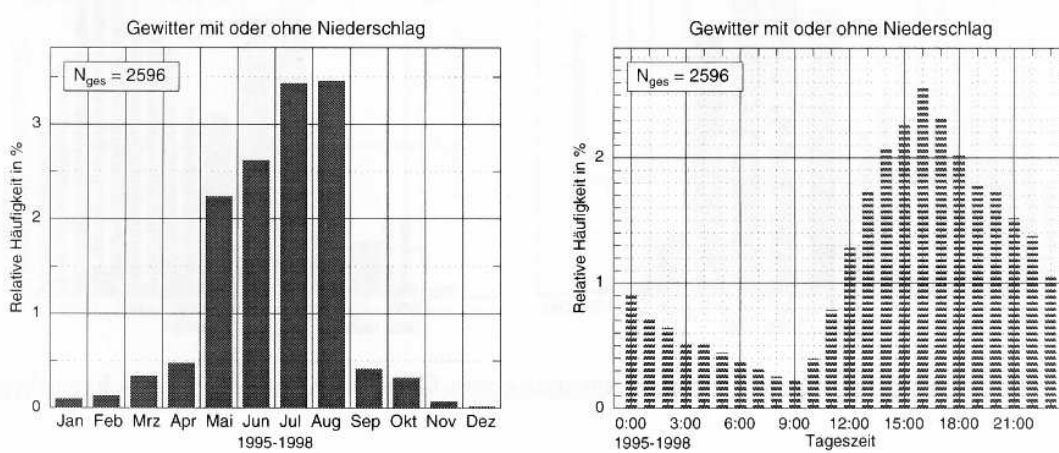 Gewitter mit oder ohne Niederschlag
N_ges = 2596
Relative Häufigkeit in %
3
2
1
0
Jan Feb Mrz Apr Mai Jun Jul Aug Sep Okt Nov Dez
1995-1998
Gewitter mit oder ohne Niederschlag
N_ges = 2596
Relative Häufigkeit in %
2
1
0
0:00 3:00 6:00 9:00 12:00 15:00 18:00 21:00
1995-1998 Tageszeit